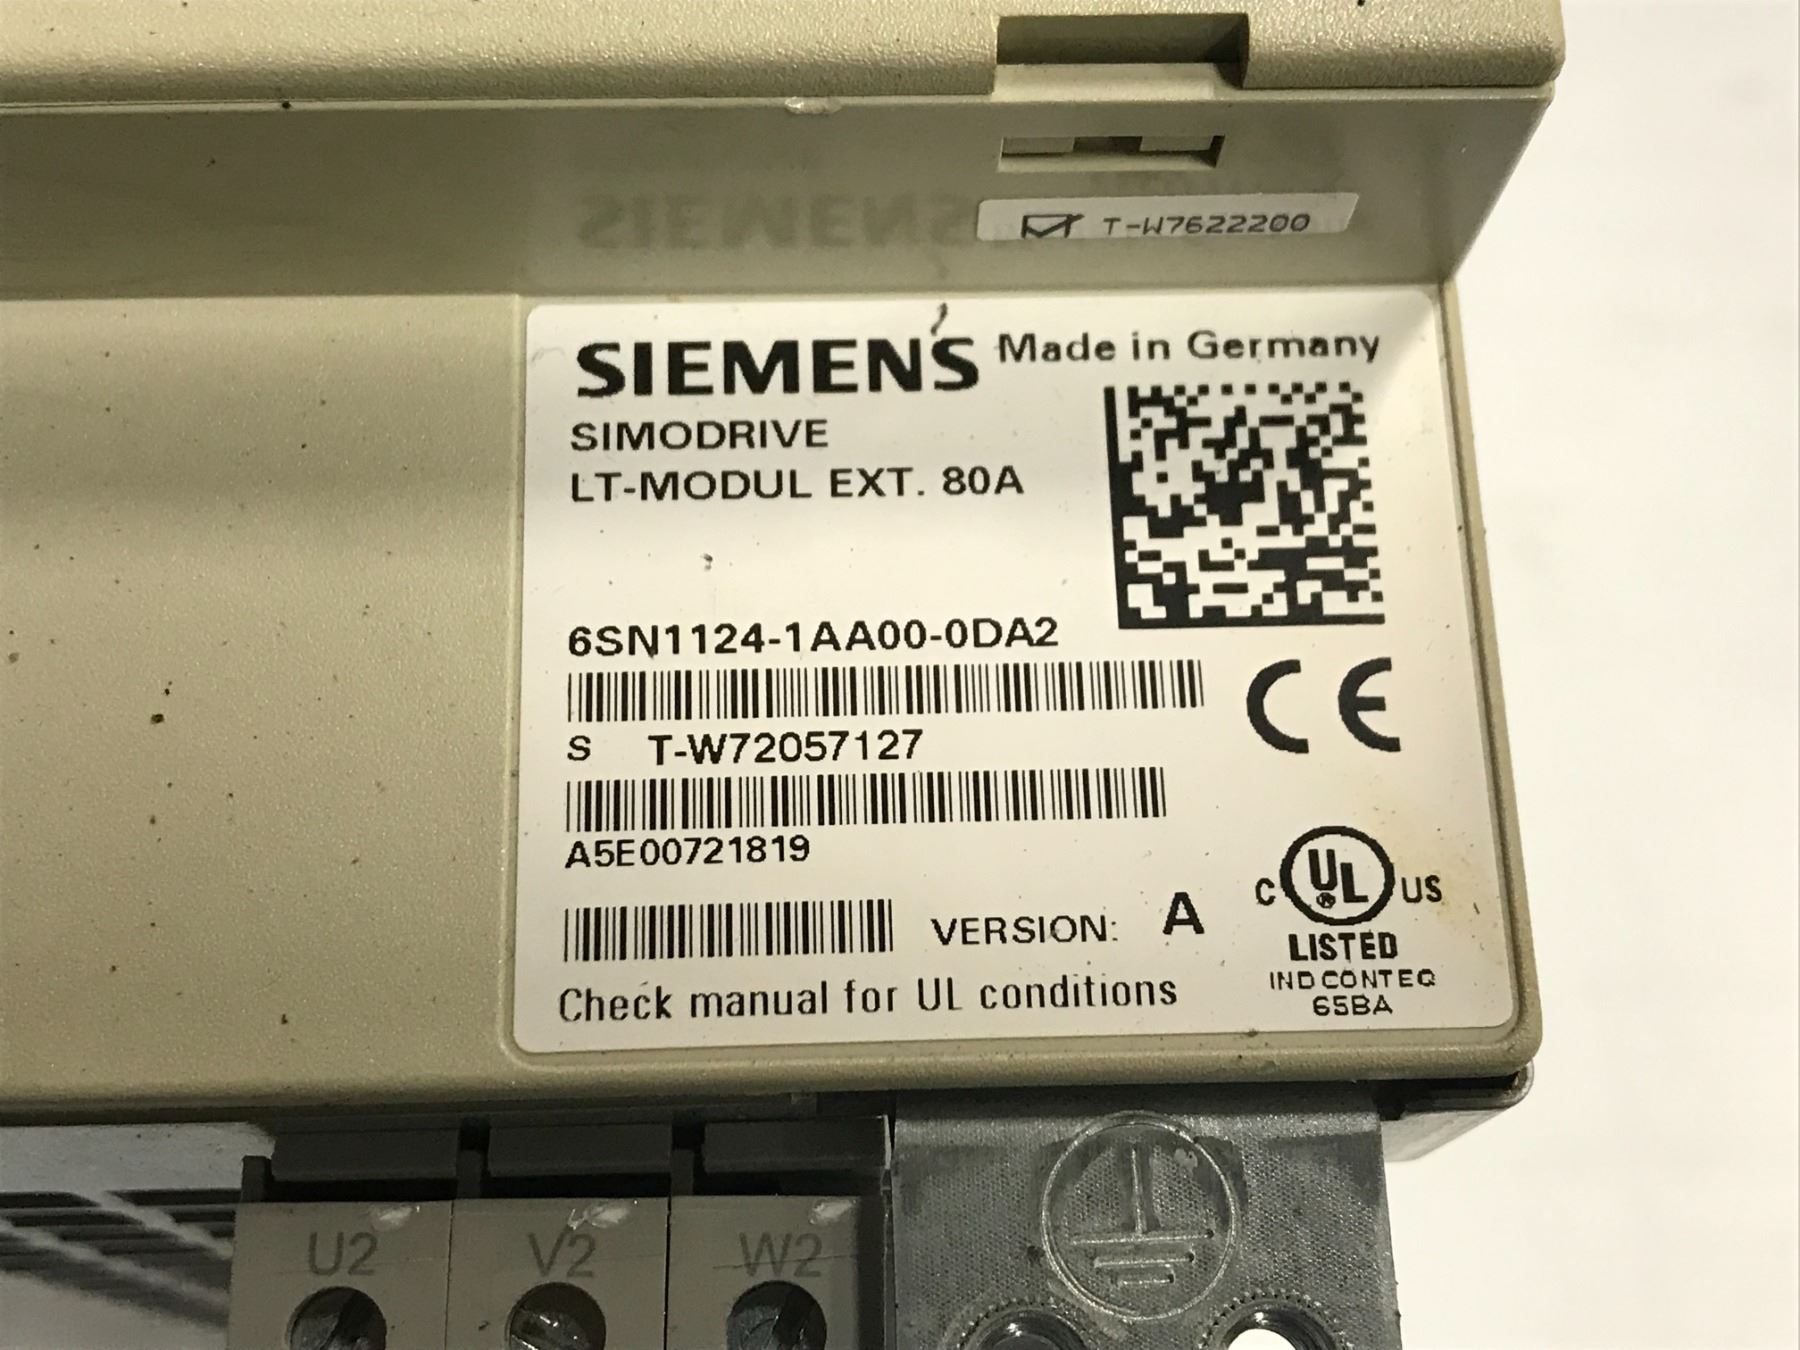 T-W7622200
SIEMENS Made in Germany
SIMODRIVE
LT-MODUL EXT. 80A
6SN1124-1AA00-0DA2
S T-W72057127
A5E00721819
VERSION: A
Check manual for UL conditions
CE
C UL® US
LISTED
IND CONT EQ
65BA
U2 V2 W2